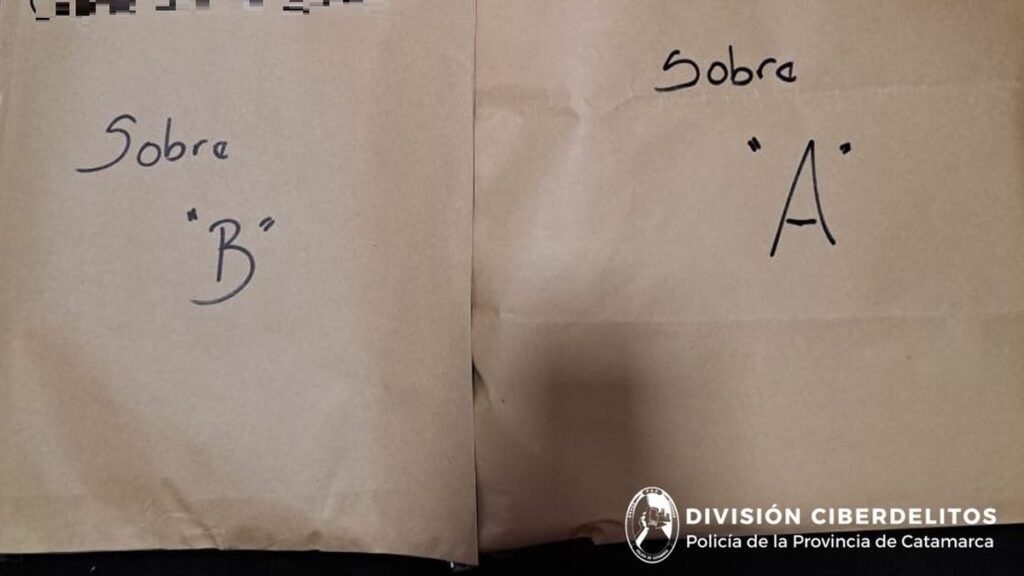 Sobre
"B"
Sobre
"A"
DIVISIÓN CIBERDELITOS
Policía de la Provincia de Catamarca